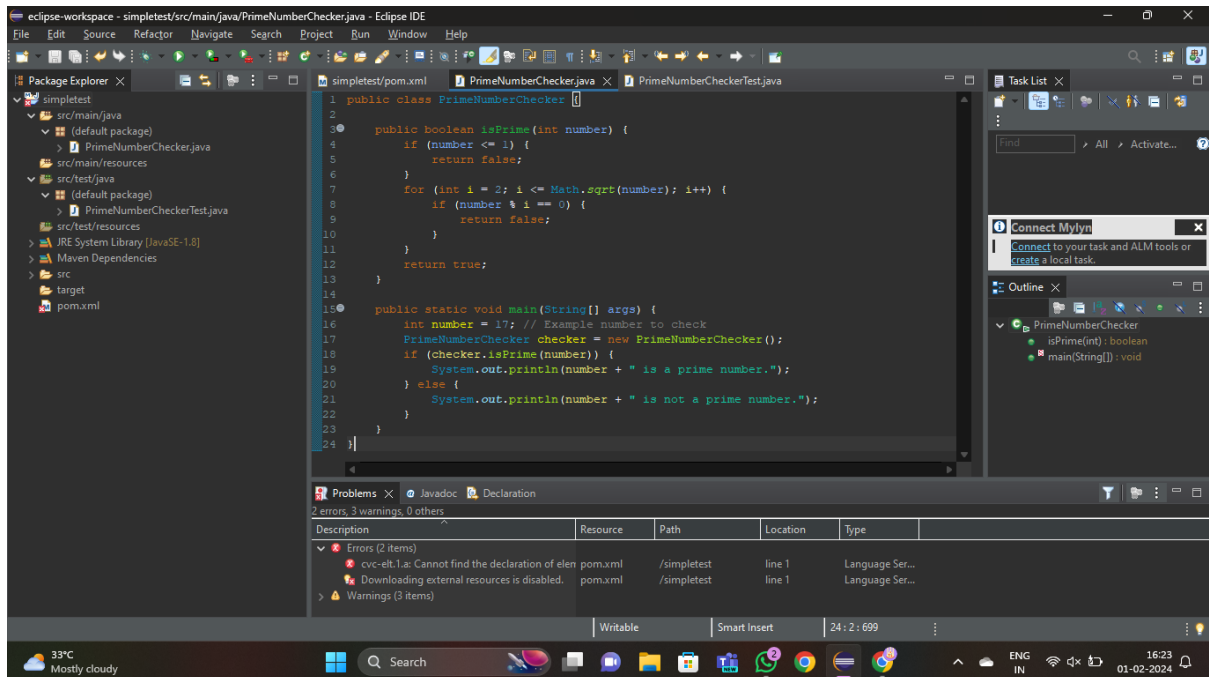 eclipse-workspace - simpletest/src/main/java/PrimeNumberChecker.java - Eclipse IDE
File Edit Source Refactor Navigate Search Project Run Window Help
Package Explorer
simpletest
src/main/java
(default package)
PrimeNumberChecker.java
src/main/resources
src/test/java
(default package)
PrimeNumberCheckerTest.java
src/test/resources
JRE System Library [JavaSE-1.8]
Maven Dependencies
src
target
pom.xml
simpletest/pom.xml PrimeNumberChecker.java PrimeNumberCheckerTest.java
1 public class PrimeNumberChecker {
2
3 public boolean isPrime(int number) {
4 if (number <= 1) {
5 return false;
6 }
7 for (int i = 2; i <= Math.sqrt(number); i++) {
8 if (number % i == 0) {
9 return false;
10 }
11 }
12 return true;
13 }
14
15 public static void main(String[] args) {
16 int number = 17; // Example number to check
17 PrimeNumberChecker checker = new PrimeNumberChecker();
18 if (checker.isPrime(number)) {
19 System.out.println(number + " is a prime number.");
20 } else {
21 System.out.println(number + " is not a prime number.");
22 }
23 }
24 }
Task List
Find All Activate...
Connect Mylyn
Connect to your task and ALM tools or
create a local task.
Outline
PrimeNumberChecker
isPrime(int) : boolean
main(String[]) : void
Problems Javadoc Declaration
2 errors, 3 warnings, 0 others
Description Resource Path Location Type
Errors (2 items)
cvc-elt.1.a: Cannot find the declaration of elen pom.xml /simpletest line 1 Language Ser...
Downloading external resources is disabled. pom.xml /simpletest line 1 Language Ser...
Warnings (3 items)
Writable Smart Insert 24 : 2 : 699
33°C
Mostly cloudy
Search
2
ENG
IN
16:23
01-02-2024